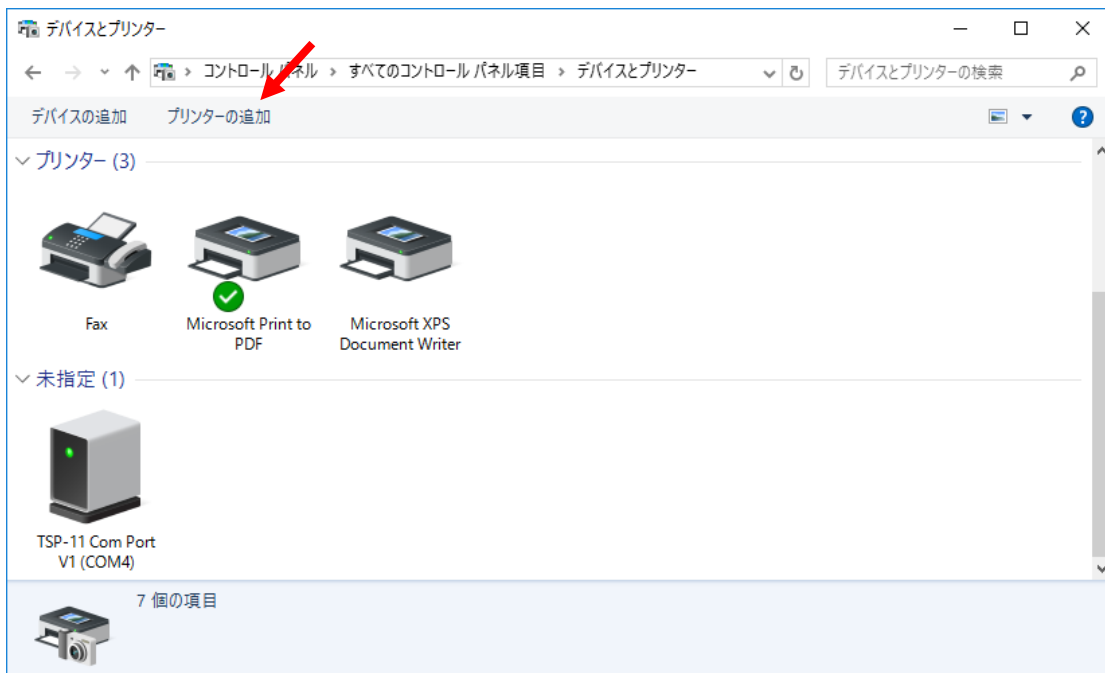 デバイスとプリンター
コントロール パネル › すべてのコントロール パネル項目 › デバイスとプリンター
デバイスとプリンターの検索
デバイスの追加 プリンターの追加
?
プリンター (3)
Fax
Microsoft Print to
PDF
Microsoft XPS
Document Writer
未指定 (1)
TSP-11 Com Port
V1 (COM4)
7 個の項目